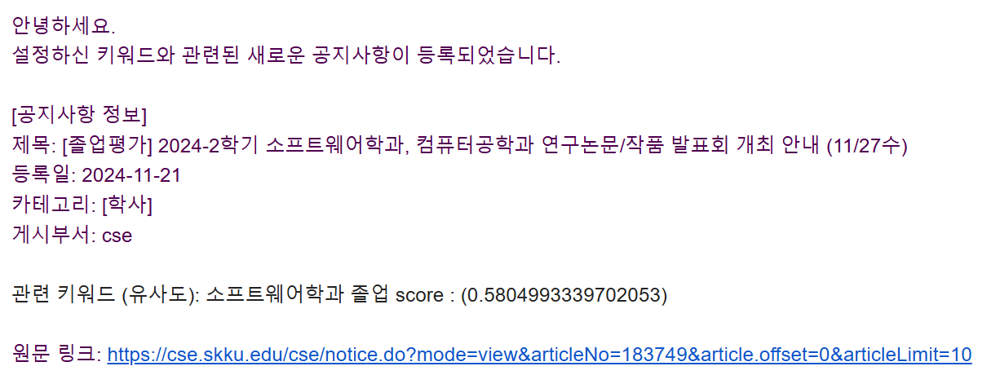 안녕하세요.
설정하신 키워드와 관련된 새로운 공지사항이 등록되었습니다.
[공지사항 정보]
제목: [졸업평가] 2024-2학기 소프트웨어학과, 컴퓨터공학과 연구논문/작품 발표회 개최 안내 (11/27수)
등록일: 2024-11-21
카테고리: [학사]
게시부서: cse
관련 키워드 (유사도): 소프트웨어학과 졸업 score : (0.5804993339702053)
원문 링크: https://cse.skku.edu/cse/notice.do?mode=view&articleNo=183749&article.offset=0&articleLimit=10